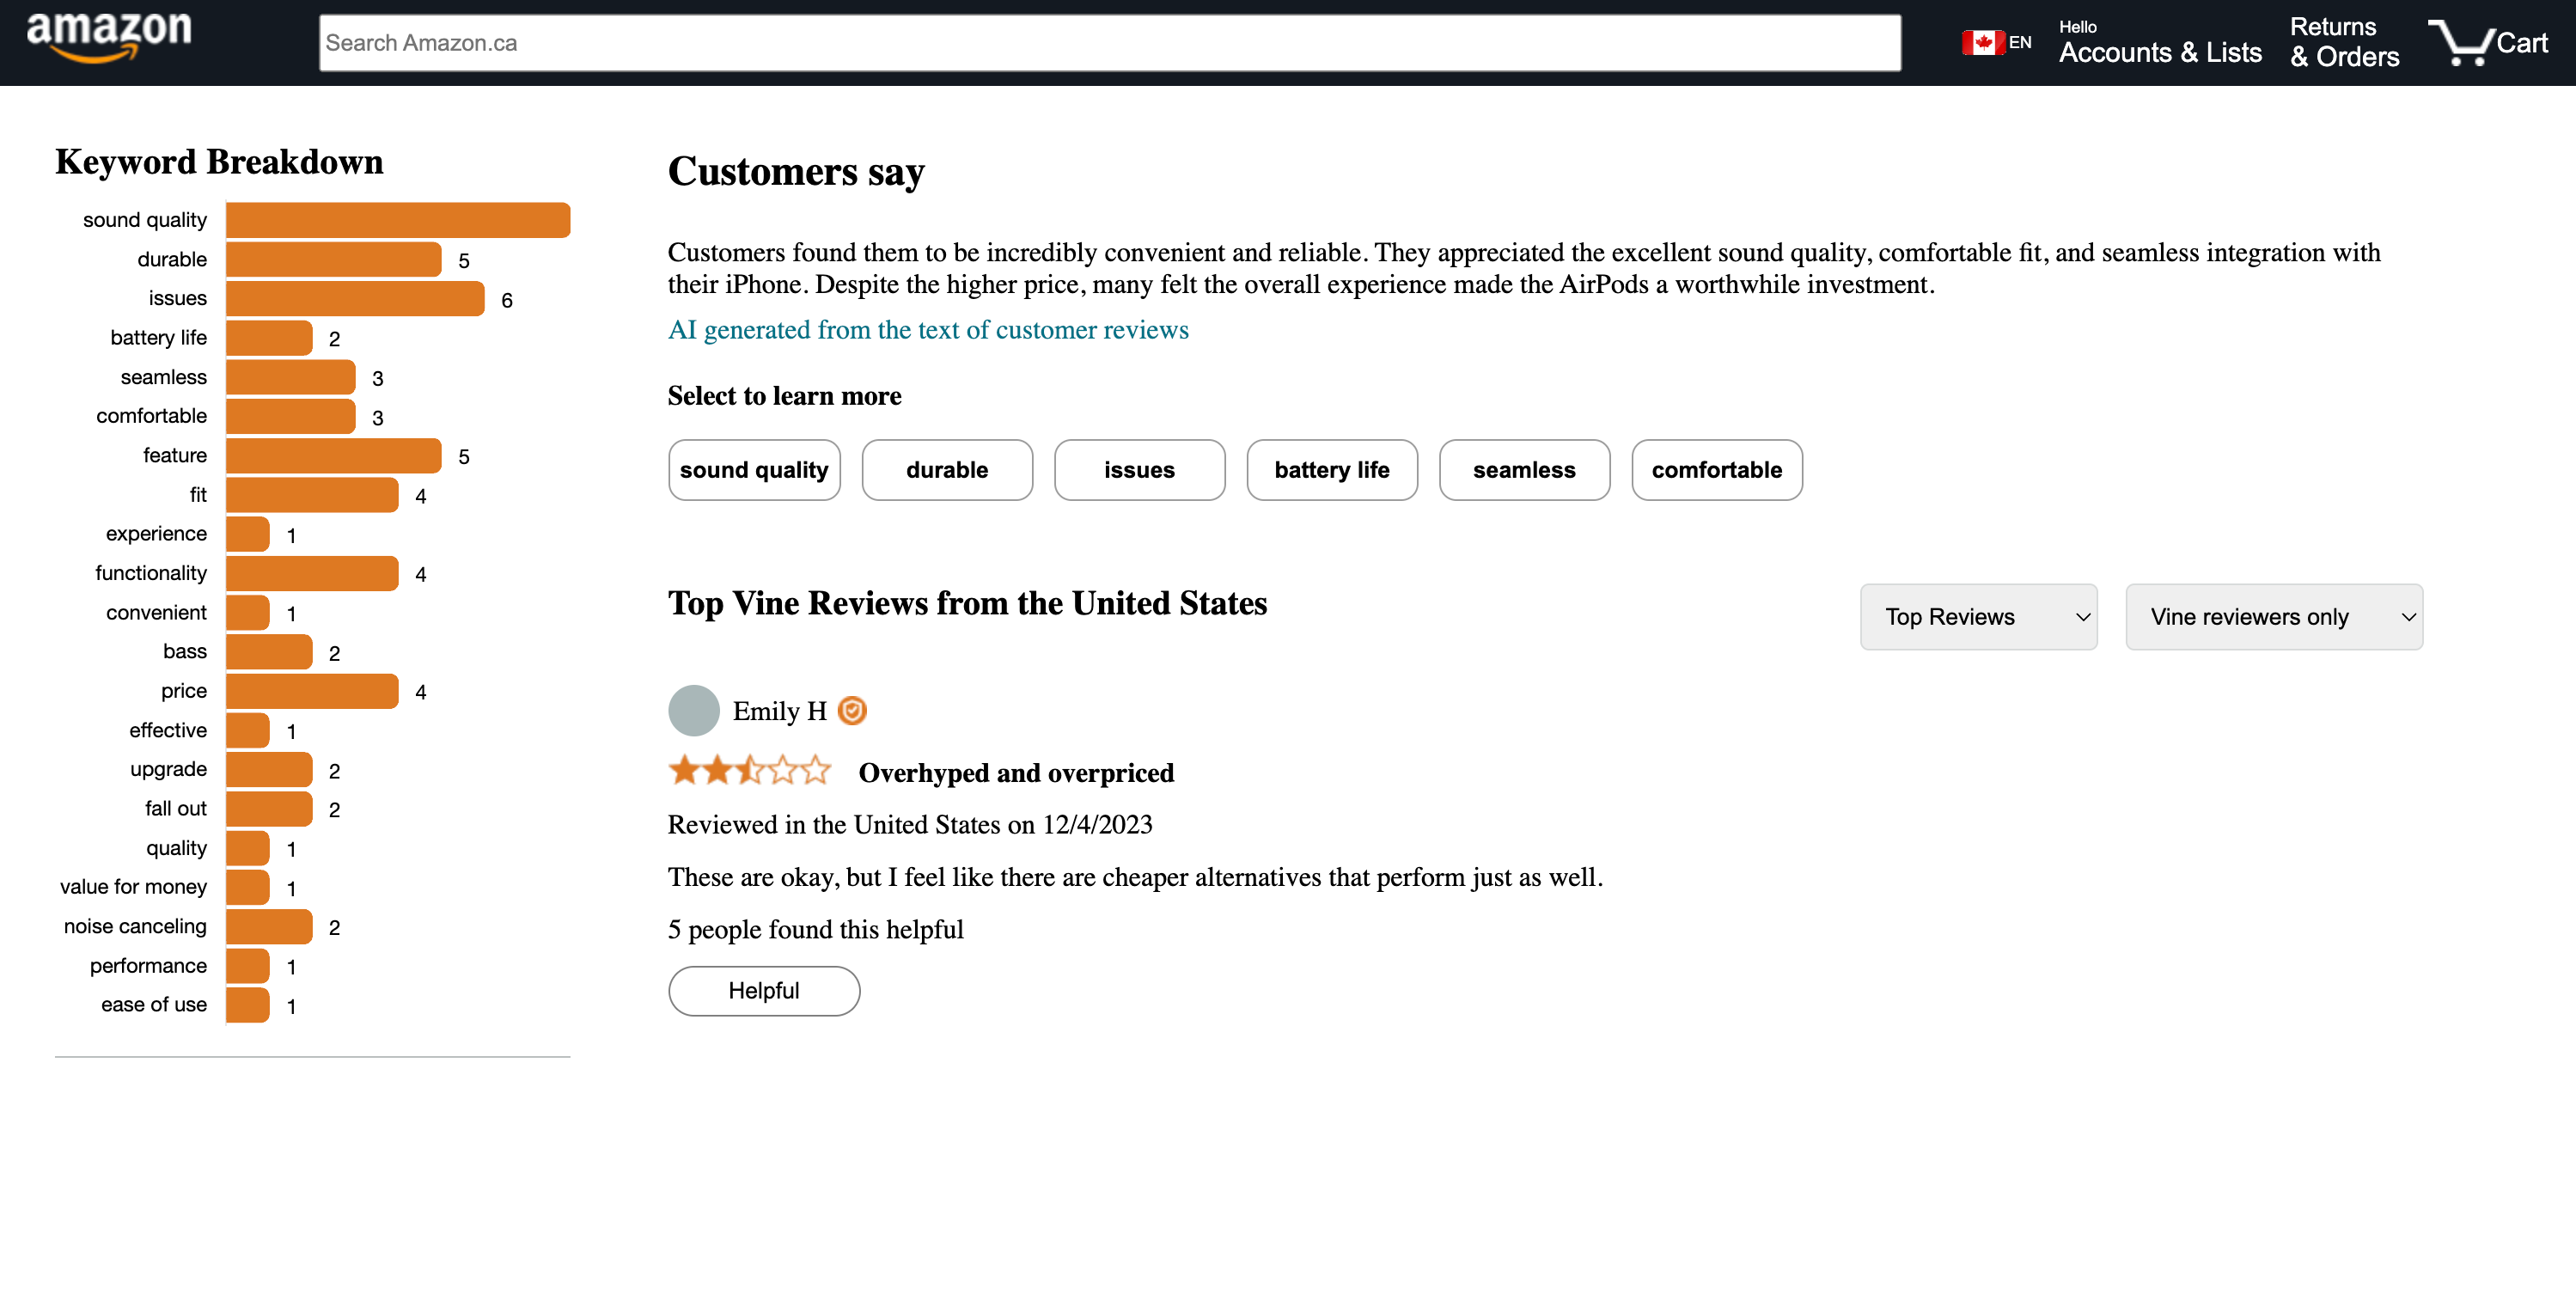 amazon
Search Amazon.ca
EN
Hello
Accounts & Lists
Returns
& Orders
Cart
Keyword Breakdown
sound quality
durable 5
issues 6
battery life 2
seamless 3
comfortable 3
feature 5
fit 4
experience 1
functionality 4
convenient 1
bass 2
price 4
effective 1
upgrade 2
fall out 2
quality 1
value for money 1
noise canceling 2
performance 1
ease of use 1
Customers say
Customers found them to be incredibly convenient and reliable. They appreciated the excellent sound quality, comfortable fit, and seamless integration with
their iPhone. Despite the higher price, many felt the overall experience made the AirPods a worthwhile investment.
AI generated from the text of customer reviews
Select to learn more
sound quality durable issues battery life seamless comfortable
Top Vine Reviews from the United States
Top Reviews Vine reviewers only
Emily H
Overhyped and overpriced
Reviewed in the United States on 12/4/2023
These are okay, but I feel like there are cheaper alternatives that perform just as well.
5 people found this helpful
Helpful